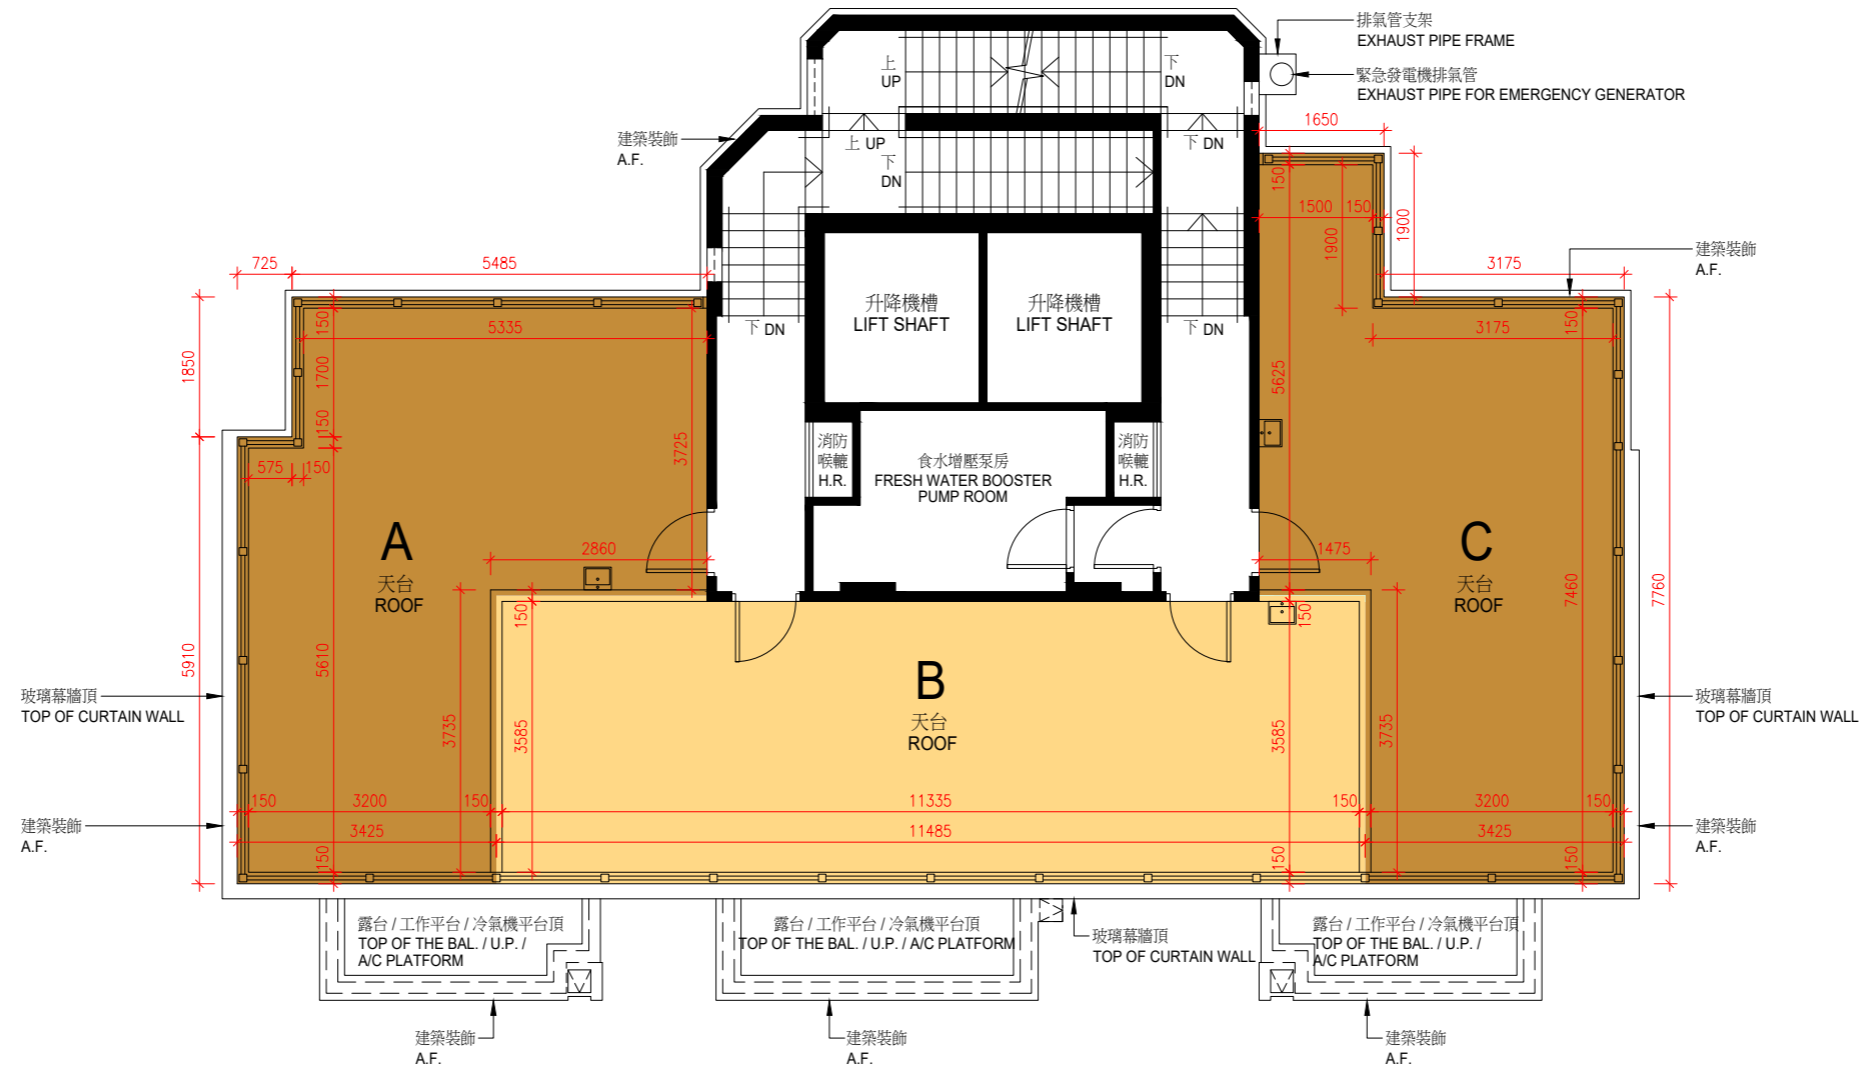 排氣管支架
EXHAUST PIPE FRAME
緊急發電機排氣管
EXHAUST PIPE FOR EMERGENCY GENERATOR
上
UP
下
DN
1650
建築裝飾
A.F.
上 UP
下 DN
下
DN
150
1500
150
1900
1900
建築裝飾
A.F.
725
5485
3175
升降機槽
LIFT SHAFT
升降機槽
LIFT SHAFT
150
5335
下 DN
下 DN
150
3175
1850
1700
150
3725
5625
消防
喉轆
H.R.
食水增壓泵房
FRESH WATER BOOSTER
PUMP ROOM
消防
喉轆
H.R.
575
150
A
天台
ROOF
2860
1475
C
天台
ROOF
7460
7760
150
150
5910
5610
3735
3585
B
天台
ROOF
3585
3735
玻璃幕牆頂
TOP OF CURTAIN WALL
玻璃幕牆頂
TOP OF CURTAIN WALL
150
3200
150
11335
150
3200
150
建築裝飾
A.F.
3425
11485
3425
建築裝飾
A.F.
150
150
150
露台 / 工作平台 / 冷氣機平台頂
TOP OF THE BAL. / U.P. /
A/C PLATFORM
露台 / 工作平台 / 冷氣機平台頂
TOP OF THE BAL. / U.P. / A/C PLATFORM
玻璃幕牆頂
TOP OF CURTAIN WALL
露台 / 工作平台 / 冷氣機平台頂
TOP OF THE BAL. / U.P. /
A/C PLATFORM
建築裝飾
A.F.
建築裝飾
A.F.
建築裝飾
A.F.